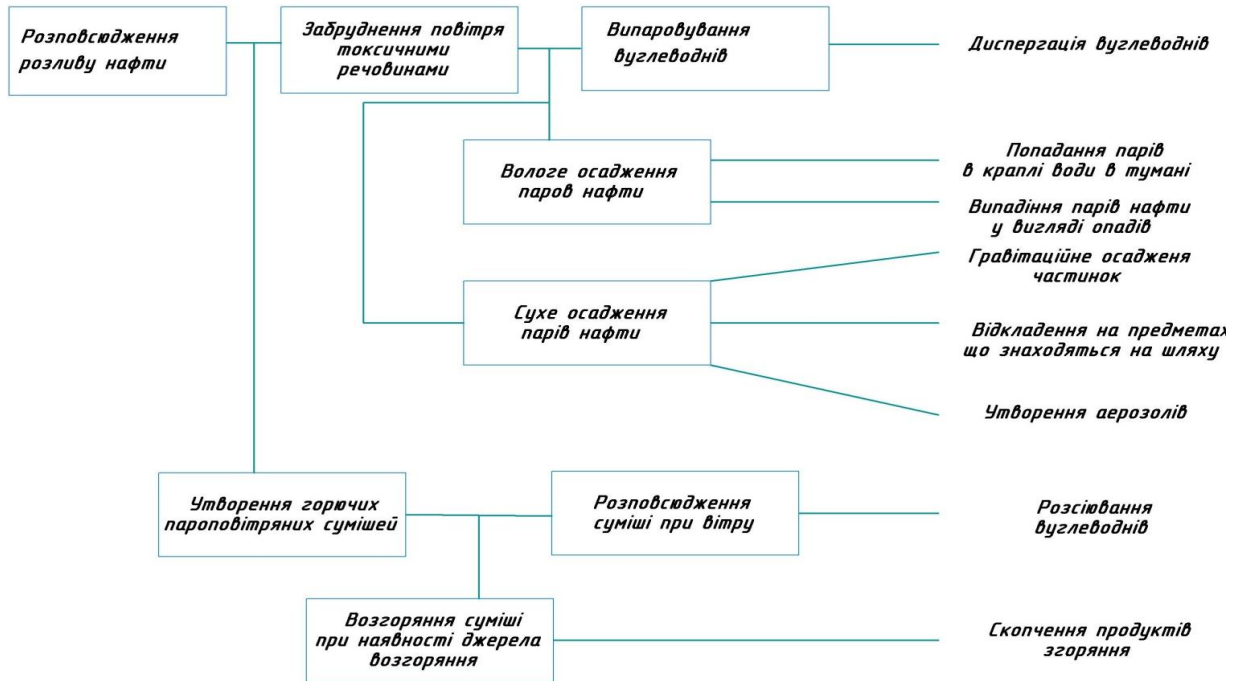 Розповсюдження
розливу нафти
Забруднення повітря
токсичними
речовинами
Випаровування
вуглеводнів
Диспергація вуглеводнів
Вологе осадження
паров нафти
Попадання парів
в краплі води в тумані
Випадіння парів нафти
у вигляді опадів
Сухе осадження
парів нафти
Гравітаційне осадженя
частинок
Відкладення на предметах
що знаходяться на шляху
Утворення аерозолів
Утворення горючих
пароповітряних сумішей
Розповсюдження
суміші при вітру
Розсіювання
вуглеводнів
Возгоряння суміші
при наявності джерела
возгоряння
Скопчення продуктів
згоряння